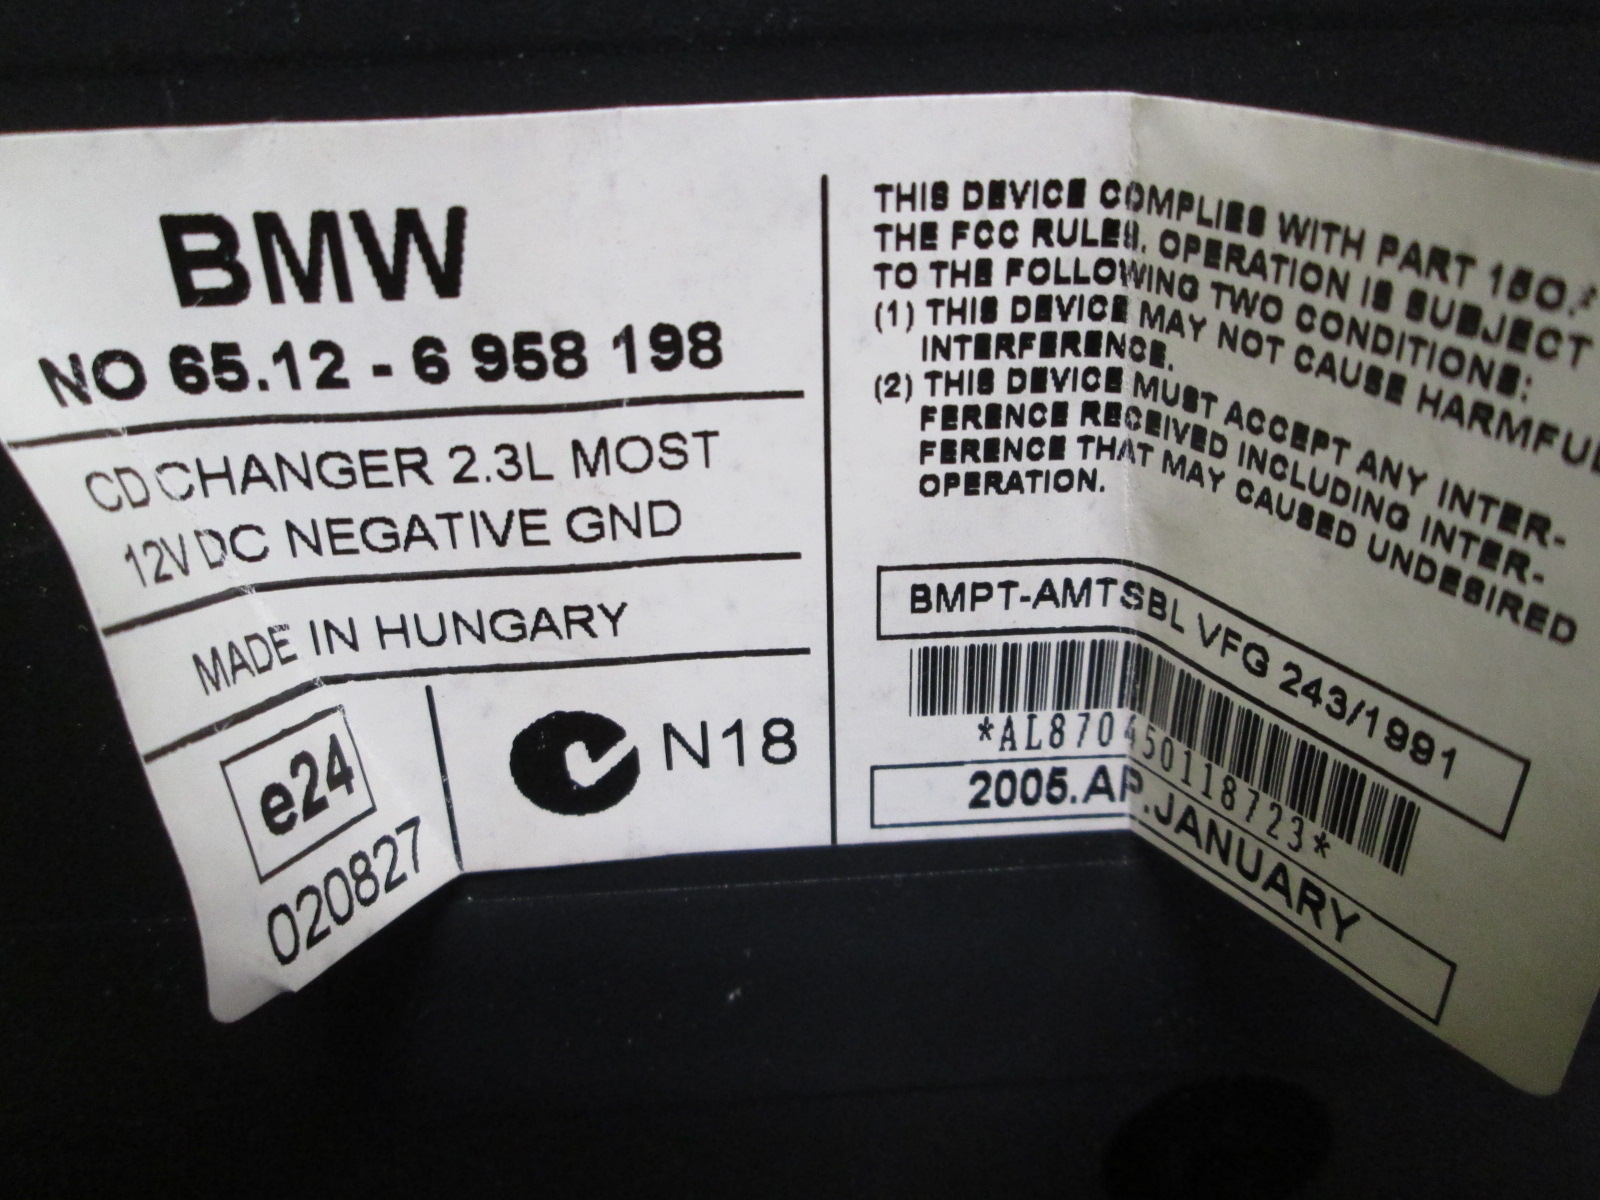 BMW
NO 65.12 - 6 958 198
CD CHANGER 2.3L MOST
12V DC NEGATIVE GND
MADE IN HUNGARY
e24
020827
N18
THIS DEVICE COMPLIES WITH PART
THE FCC RULES. OPERATION IS SUBJECT
TO THE FOLLOWING TWO CONDITIONS:
(1) THIS DEVICE MAY NOT CAUSE HARMFUL
INTERFERENCE.
(2) THIS DEVICE MUST ACCEPT ANY INTER-
FERENCE RECEIVED INCLUDING INTER-
FERENCE THAT MAY CAUSED UNDESIRED
OPERATION.
BMPT-AMTSBL VFG 243/1991
*AL870450118723*
2005.AP.JANUARY